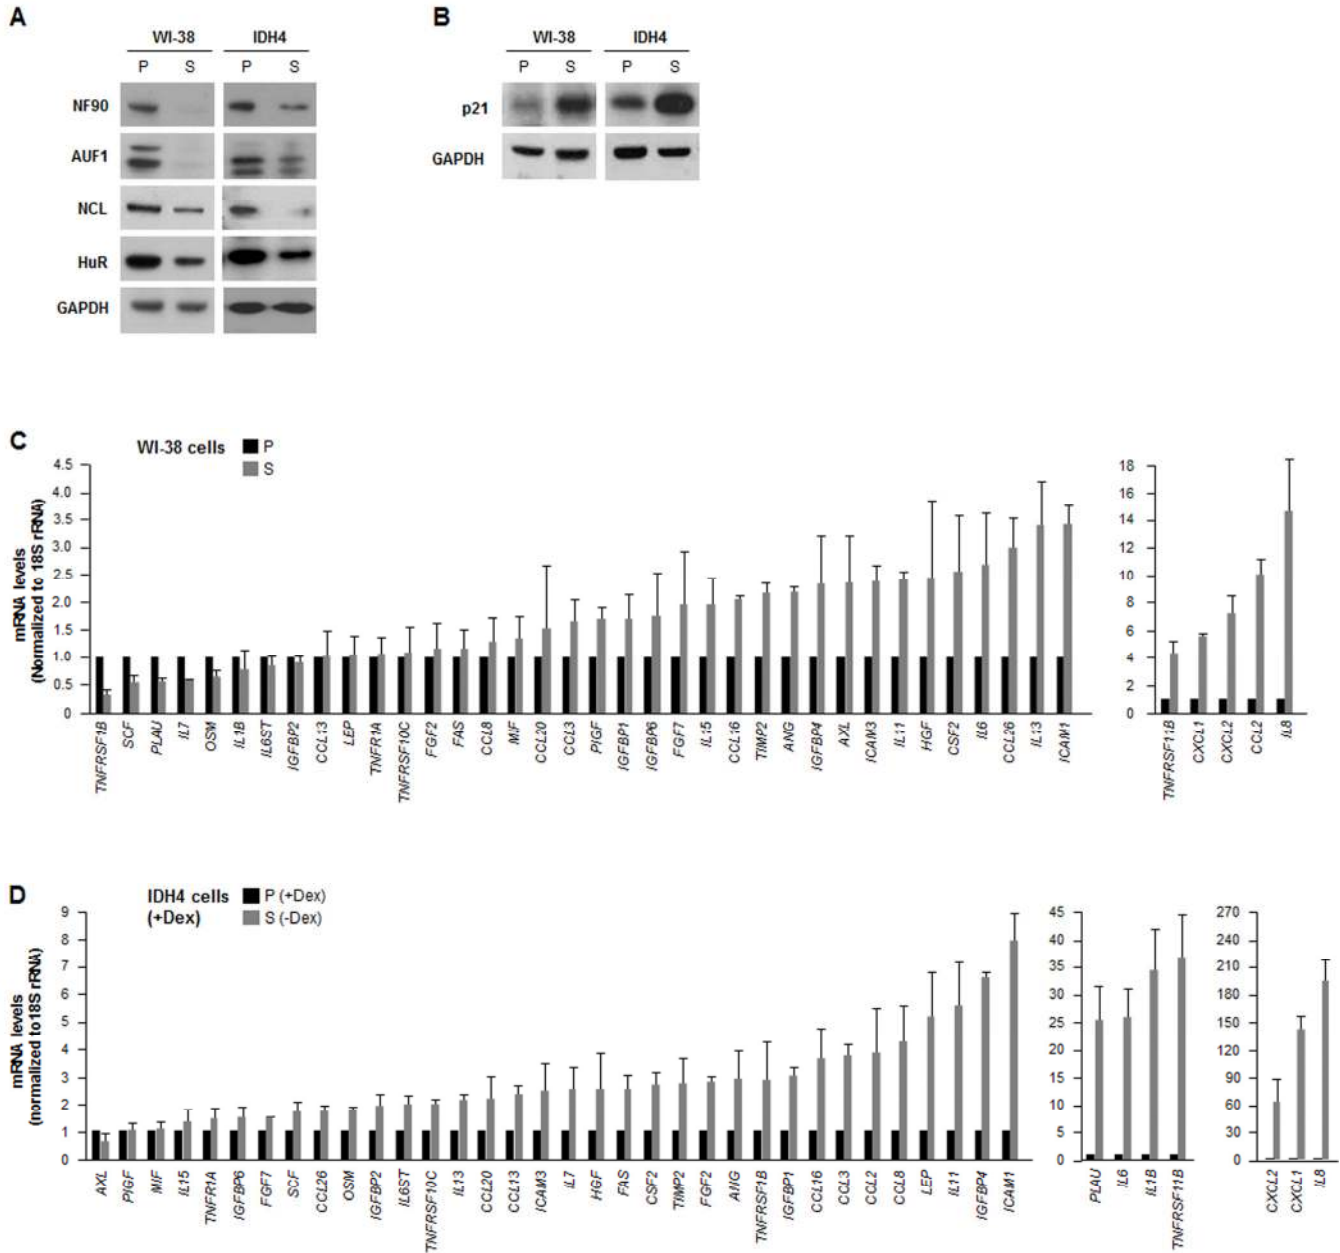 A
WI-38 IDH4
P S P S
NF90
AUF1
NCL
HuR
GAPDH
B
WI-38 IDH4
P S P S
p21
GAPDH
C
WI-38 cells
P
S
mRNA levels
(Normalized to 18S rRNA)
4.5
4.0
3.5
3.0
2.5
2.0
1.5
1.0
0.5
0
TNFRSF1B SCF PLAU IL7 OSM IL1B IL6ST IGFBP2 CCL13 LEP TNFR1A TNFRSF10C FGF2 FAS CCL8 MIF CCL20 CCL3 PIGF IGFBP1 IGFBP6 FGF7 IL15 CCL16 TIMP2 ANG IGFBP4 AXL ICAM3 IL11 HGF CSF2 IL6 CCL26 IL13 ICAM1
18
16
14
12
10
8
6
4
2
0
TNFRSF11B CXCL1 CXCL2 CCL2 IL8
D
IDH4 cells
(+Dex)
P (+Dex)
S (-Dex)
mRNA levels
(normalized to18S rRNA)
9
8
7
6
5
4
3
2
1
0
AXL PIGF MIF IL15 TNFR1A IGFBP6 FGF7 SCF CCL26 OSM IGFBP2 IL6ST TNFRSF10C IL13 CCL20 CCL13 ICAM3 IL7 HGF FAS CSF2 TIMP2 FGF2 ANG TNFRSF1B IGFBP1 CCL16 CCL3 CCL2 CCL8 LEP IL11 IGFBP4 ICAM1
45
40
35
30
25
20
15
10
5
0
PLAU IL6 IL1B TNFRSF11B
270
240
210
180
150
120
90
60
30
0
CXCL2 CXCL1 IL8